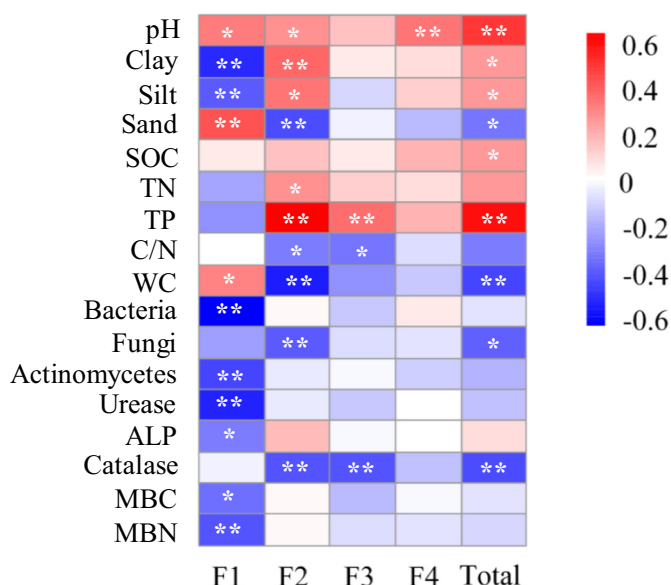 pH * * * ** 0.6
Clay ** ** *
Silt ** * * 0.4
Sand ** ** * 0.2
SOC *
TN * 0
TP ** ** **
C/N * * -0.2
WC * ** **
Bacteria ** -0.4
Fungi ** * -0.6
Actinomycetes **
Urease **
ALP *
Catalase ** ** **
MBC *
MBN **
F1 F2 F3 F4 Total